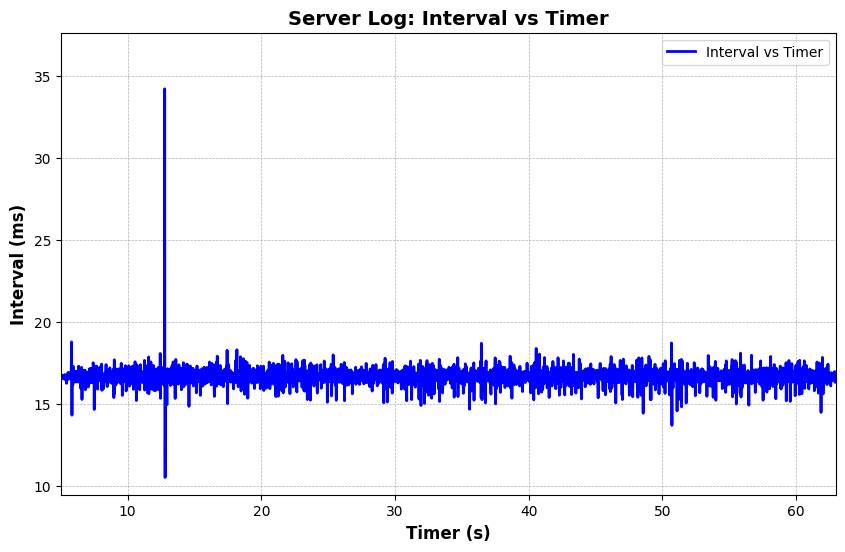 Server Log: Interval vs Timer
Interval vs Timer
35
30
25
20
15
10
Interval (ms)
10 20 30 40 50 60
Timer (s)